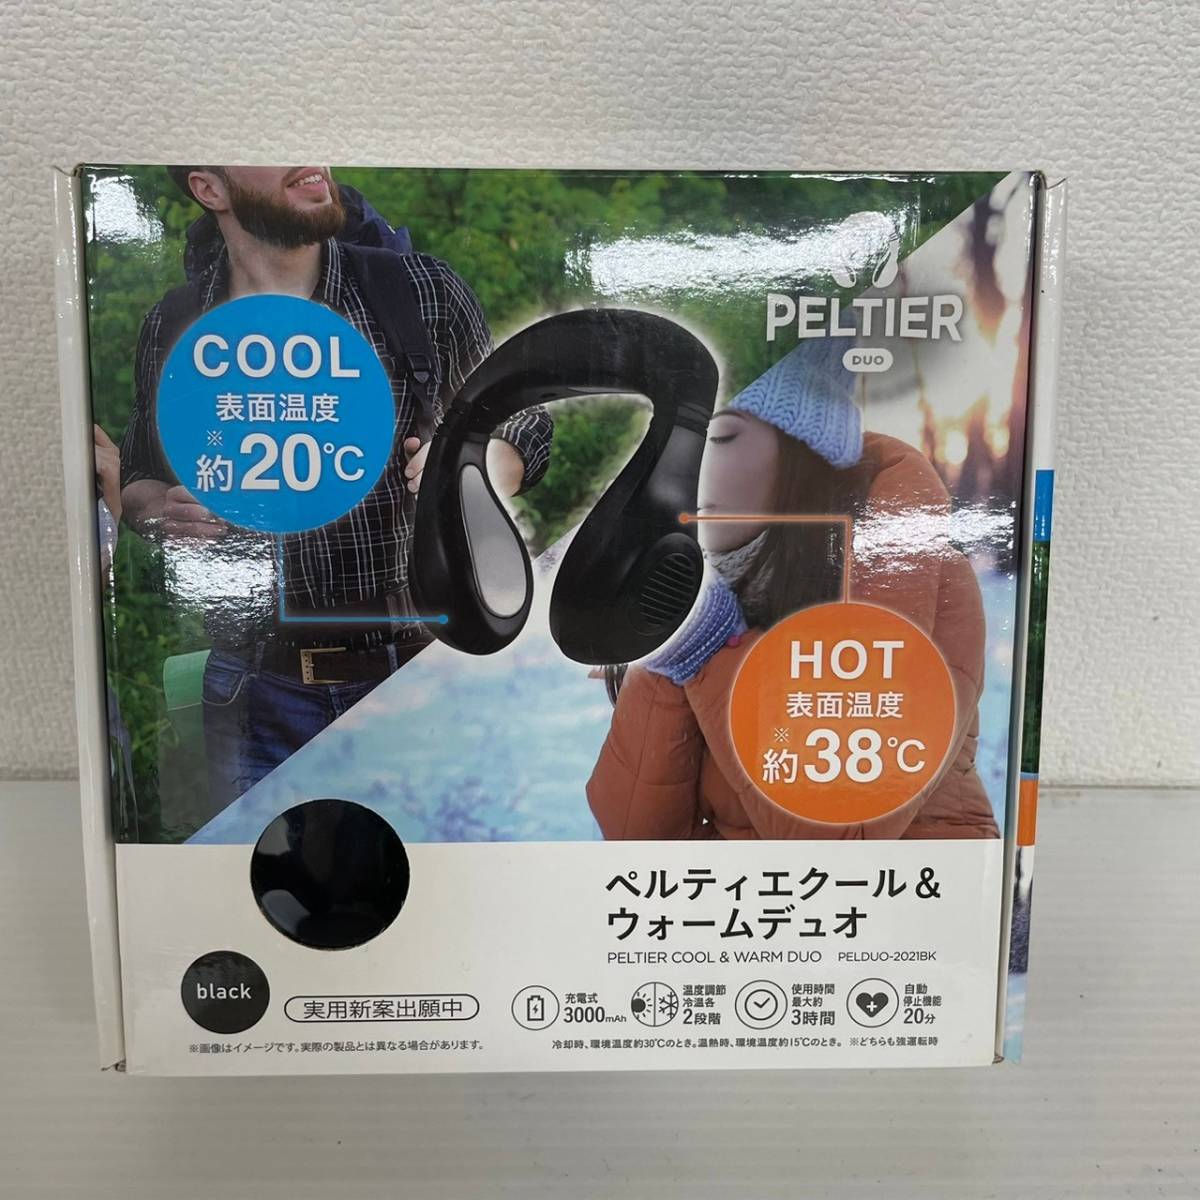 PELTIER
DUO
COOL
表面温度
※
約20℃
HOT
表面温度
※
約38℃
ペルティエクール&
ウォームデュオ
PELTIER COOL & WARM DUO PELDUO-2021BK
black
実用新案出願中
充電式
3000mAh
温度調節
冷温各
2段階
使用時間
最大約
3時間
自動
停止機能
20分
※画像はイメージです。実際の製品とは異なる場合があります。
冷却時、環境温度約30℃のとき。温熱時、環境温度約15℃のとき。 ※どちらも強運転時